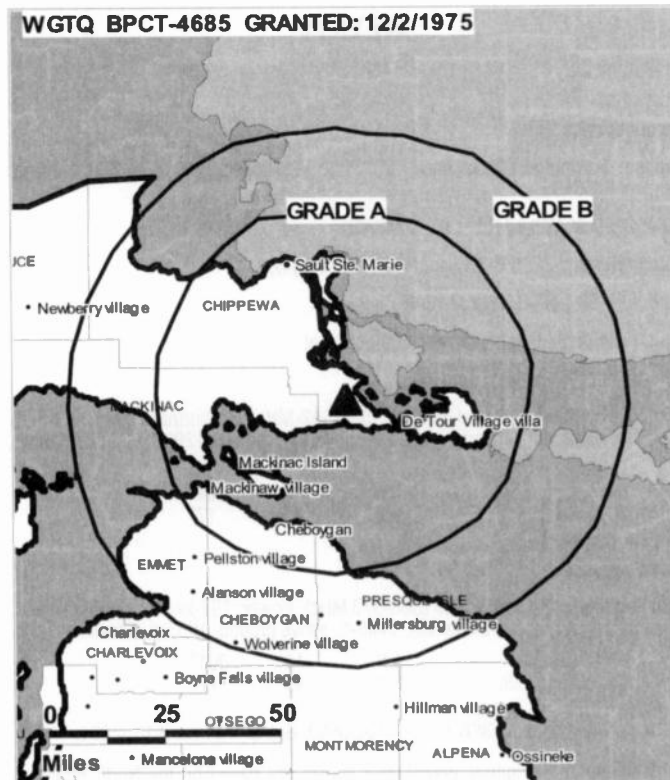 WGTQ BPCT-4685 GRANTED: 12/2/1975
GRADE A
GRADE B
UCE
Sault Ste. Marie
Newberry village
CHIPPEWA
MACKINAC
De Tour Village villa
Mackinac Island
Mackinaw village
Cheboygan
EMMET
Pellston village
Alanson village
PRESQUE ISLE
CHEBOYGAN
Millersburg village
Charlevoix
Wolverine village
CHARLEVOIX
Boyne Falls village
0 25 50
OTSEGO
Hillman village
MONTMORENCY
Miles
Mancelona village
ALPENA
Ossineke